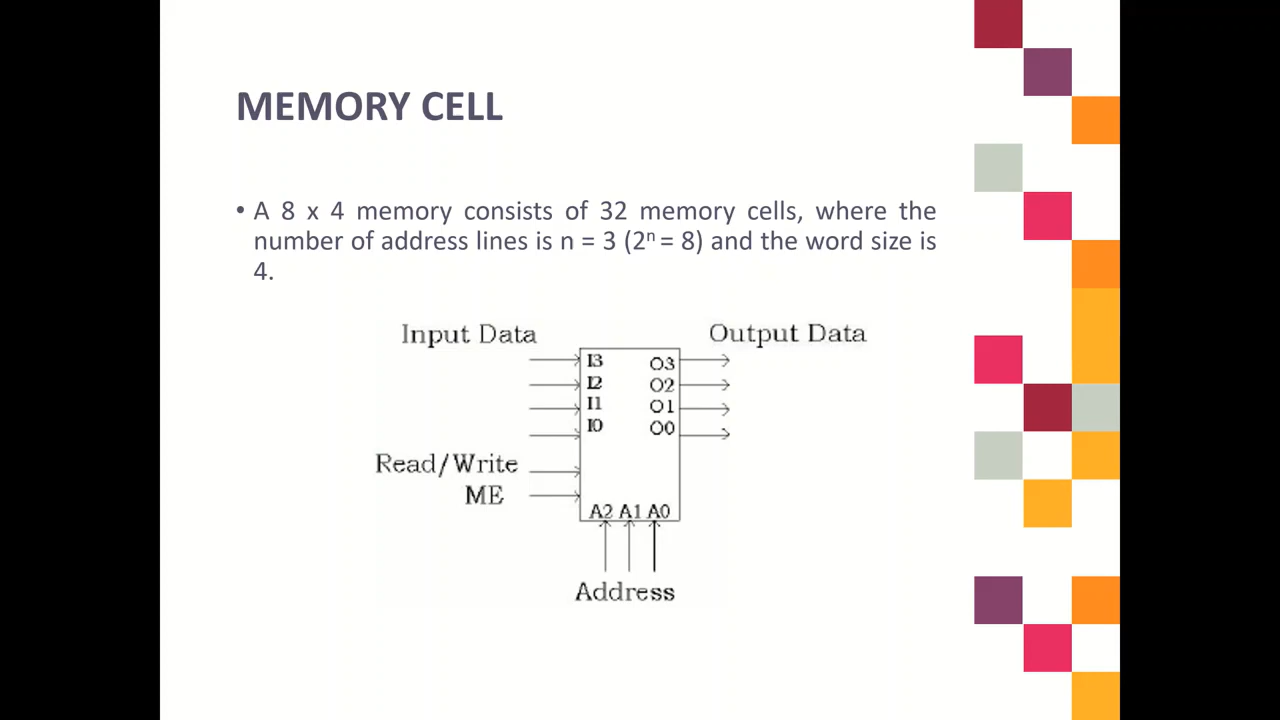 MEMORY CELL
• A 8 x 4 memory consists of 32 memory cells, where the
number of address lines is n = 3 (2ⁿ = 8) and the word size is
4.
Input Data
Output Data
I3
O3
I2
O2
I1
O1
I0
O0
Read/Write
ME
A2 A1 A0
Address